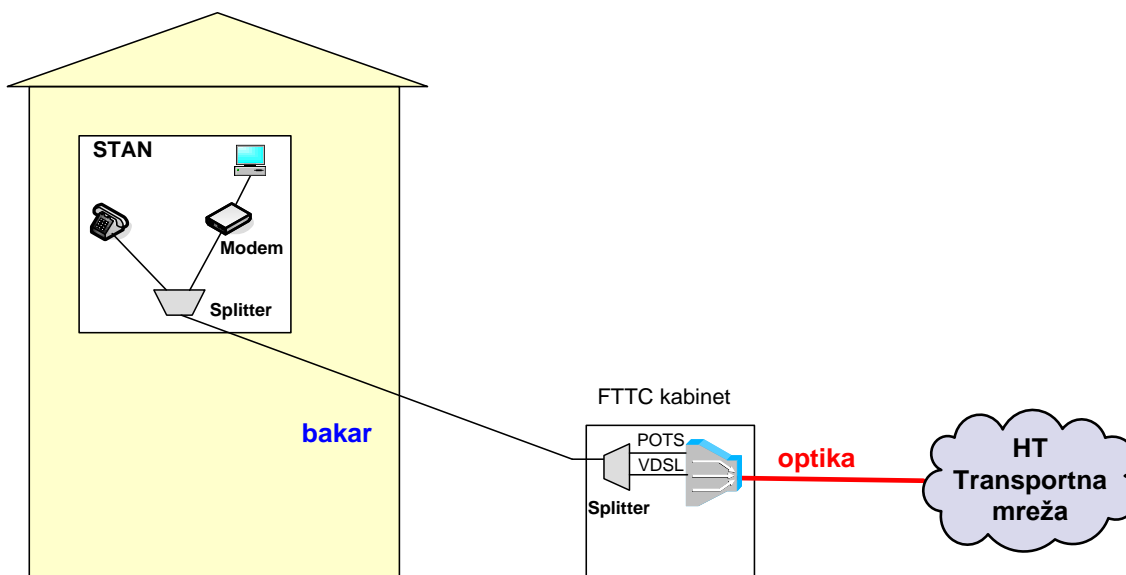 STAN
Modem
Splitter
bakar
FTTC kabinet
POTS
VDSL
Splitter
optika
HT
Transportna
mreža